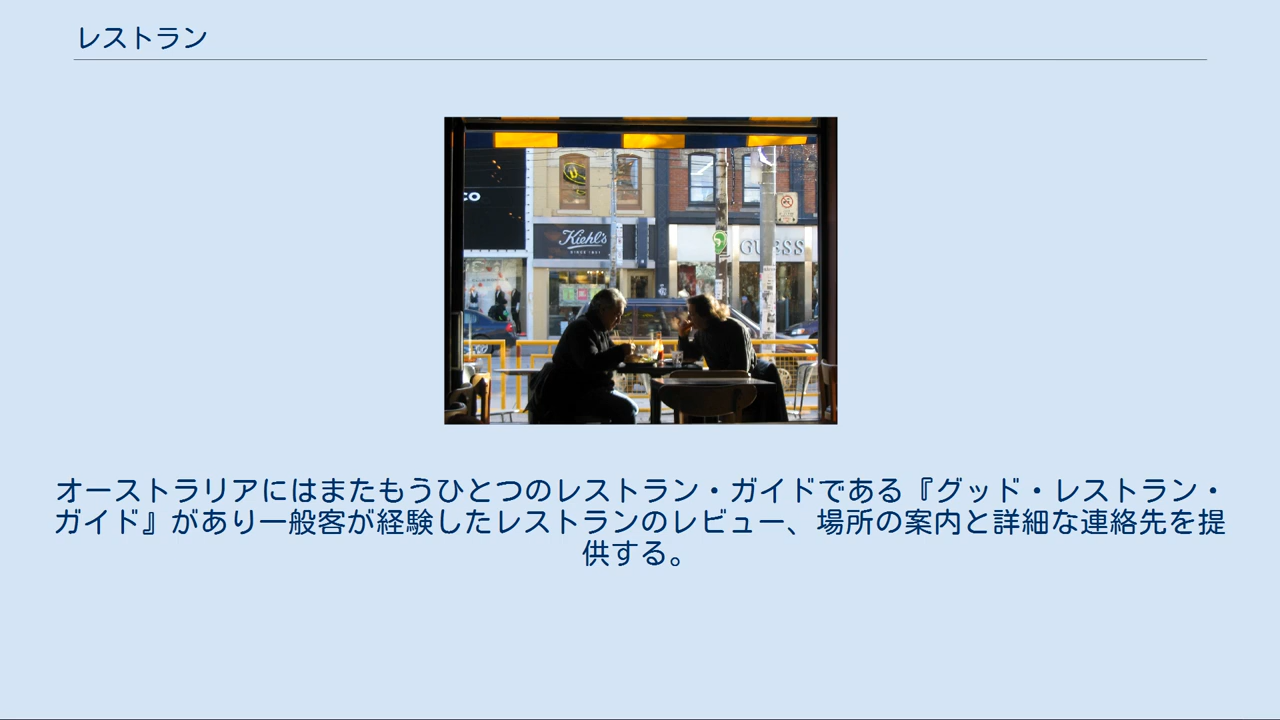 レストラン
co
Kiehl's
SINCE 1851
GUESS
オーストラリアにはまたもうひとつのレストラン・ガイドである『グッド・レストラン・
ガイド』があり一般客が経験したレストランのレビュー、場所の案内と詳細な連絡先を提
供する。